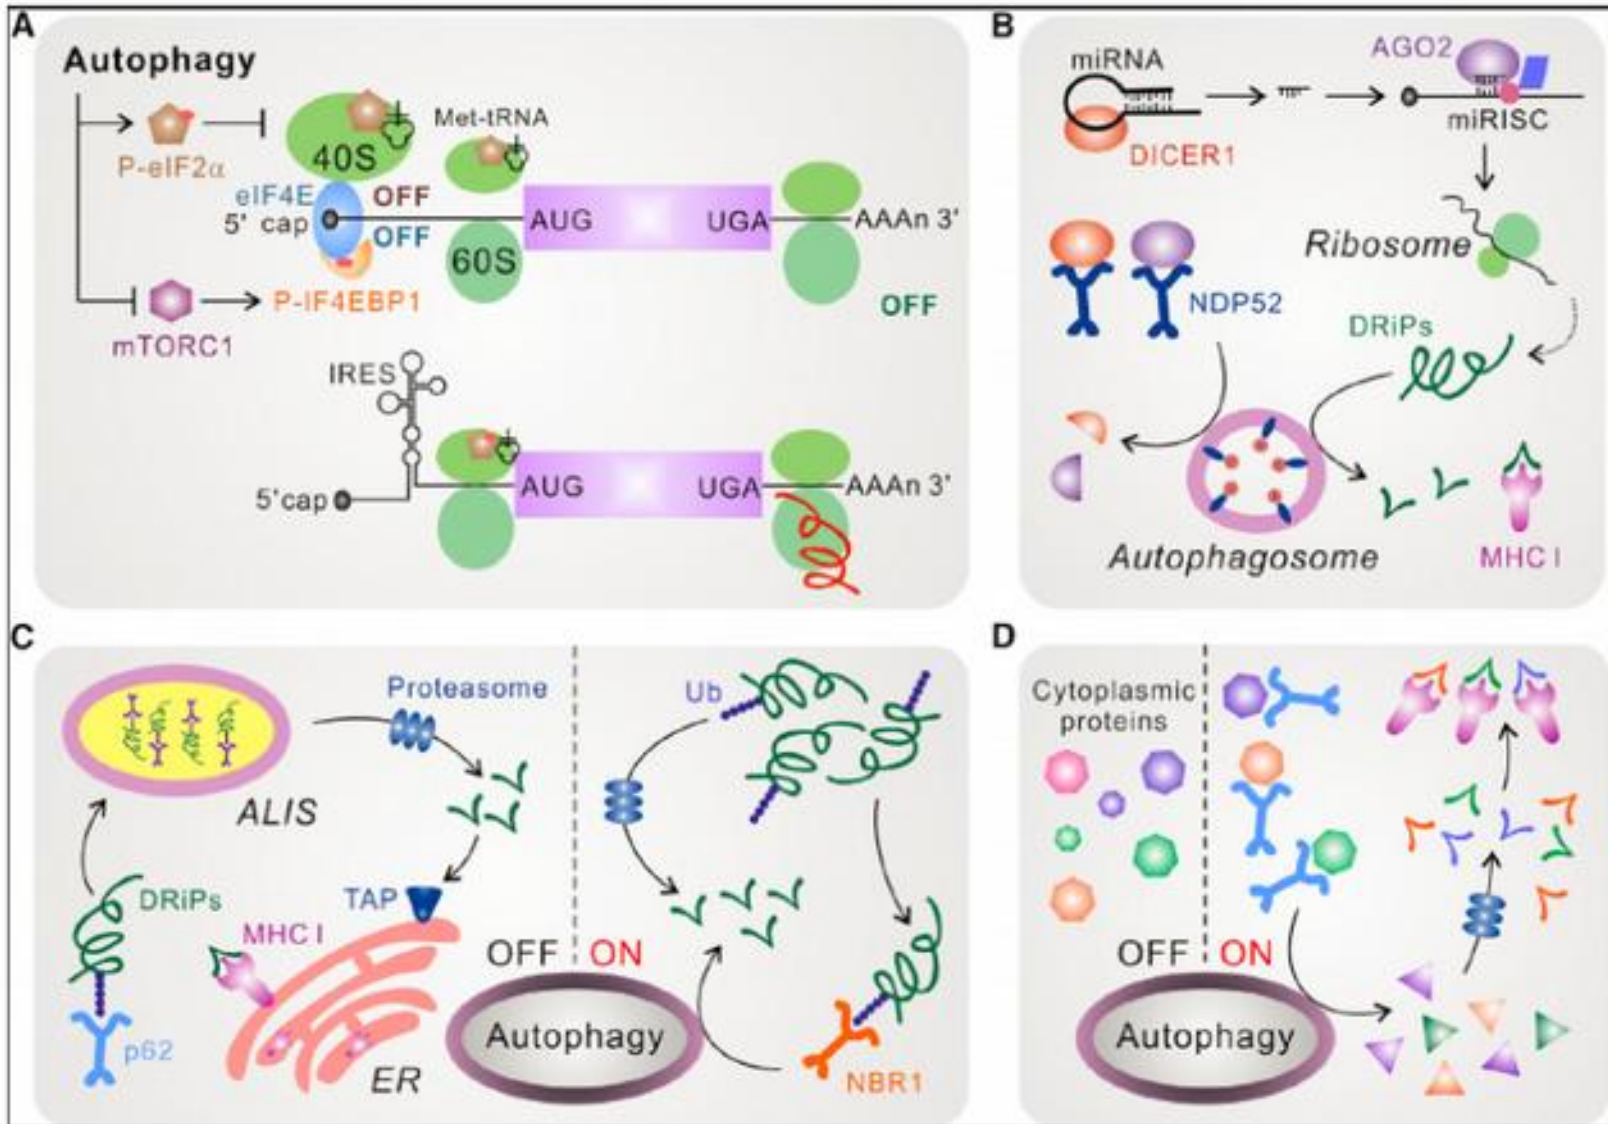 A
Autophagy
P-eIF2α
40S
Met-tRNA
eIF4E
OFF
5' cap
OFF
AUG
UGA
AAAn 3'
60S
P-IF4EBP1
OFF
mTORC1
IRES
5'cap
AUG
UGA
AAAn 3'
B
miRNA
AGO2
DICER1
miRISC
Ribosome
NDP52
DRiPs
Autophagosome
MHC I
C
Proteasome
Ub
ALIS
DRiPs
TAP
MHC I
OFF
ON
p62
ER
Autophagy
NBR1
D
Cytoplasmic
proteins
OFF
ON
Autophagy